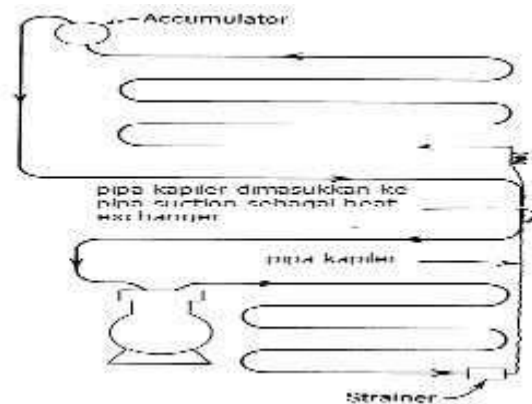 Accumulator
pipa kapiler dimasukkan ke
pipa suction sebagai heat
exchanger
pipa kapiler
Strainer